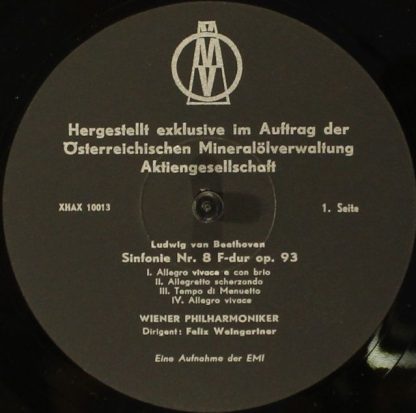 ÖMV
Hergestellt exklusive im Auftrag der
Österreichischen Mineralölverwaltung
Aktiengesellschaft
XHAX 10013
1. Seite
Ludwig van Beethoven
Sinfonie Nr. 8 F-dur op. 93
I. Allegro vivace e con brio
II. Allegretto scherzando
III. Tempo di Menuetto
IV. Allegro vivace
WIENER PHILHARMONIKER
Dirigent: Felix Weingartner
Eine Aufnahme der EMI